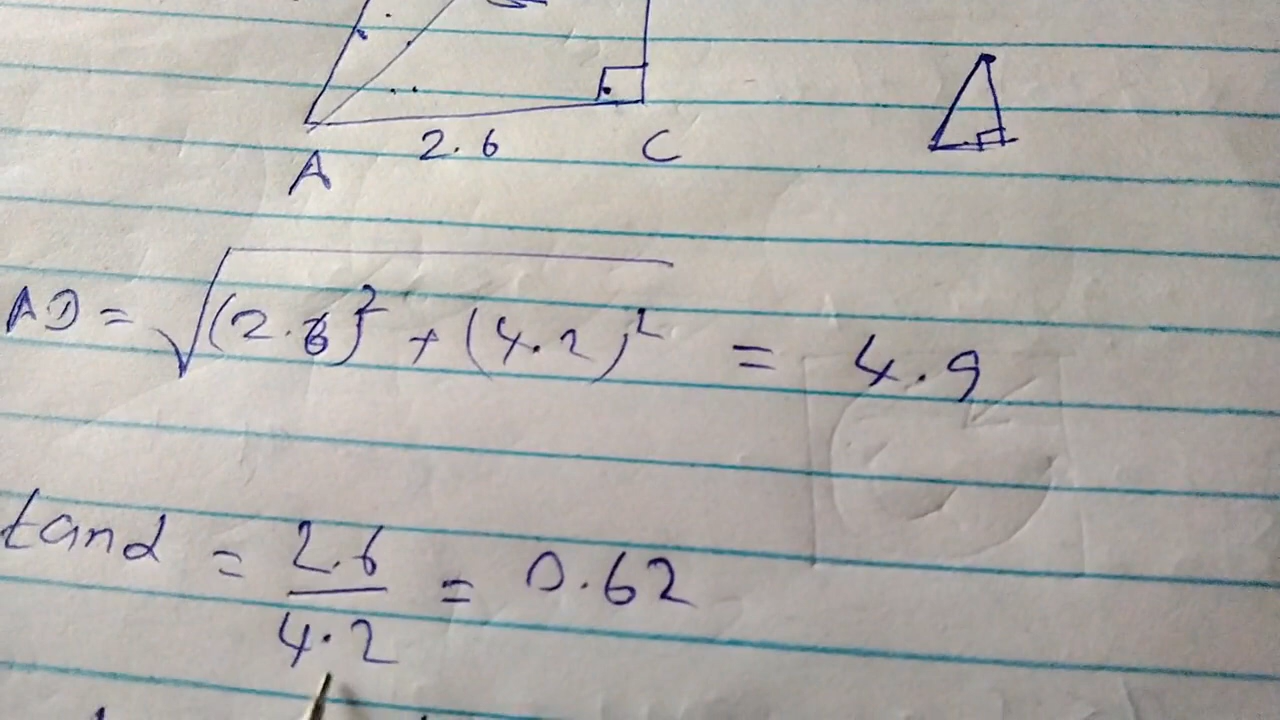 2.6 C
A
AD = √(2.6)² + (4.2)² = 4.9
tanα = 2.6/4.2 = 0.62